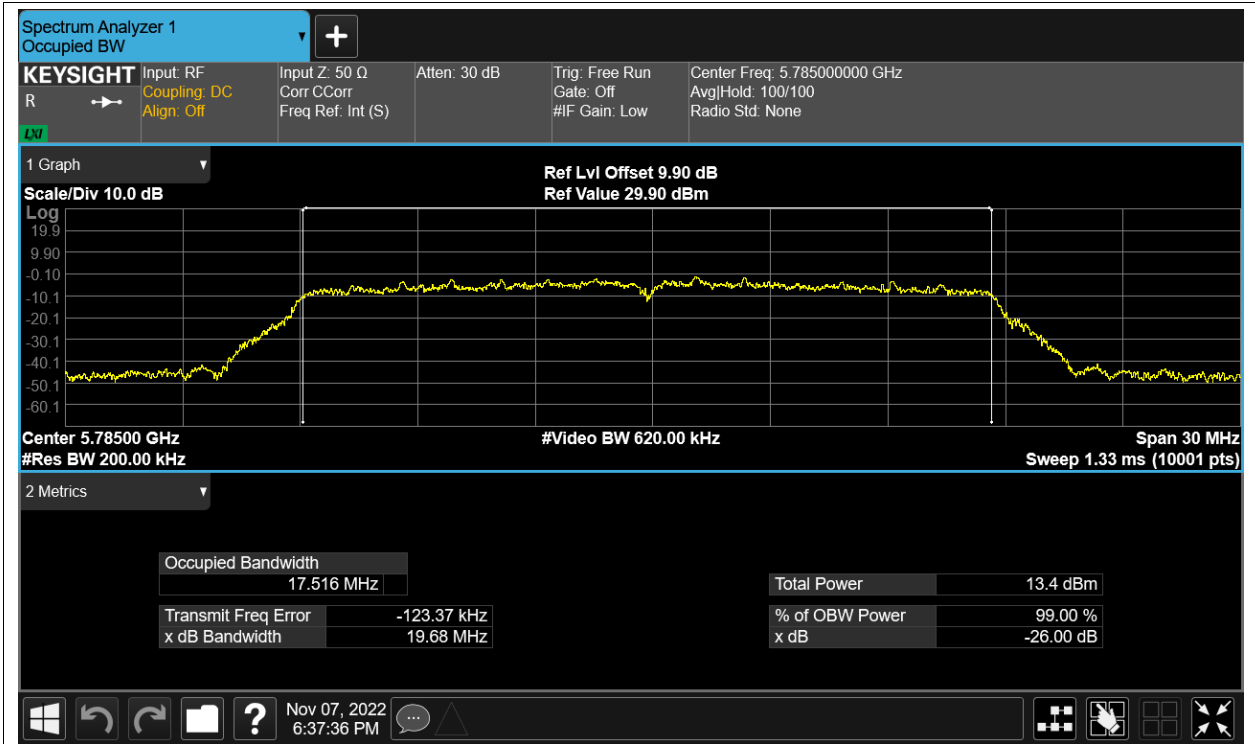 Spectrum Analyzer 1
Occupied BW
KEYSIGHT
R
LXI
Input: RF
Coupling: DC
Align: Off
Input Z: 50 Ω
Corr CCorr
Freq Ref: Int (S)
Atten: 30 dB
Trig: Free Run
Gate: Off
#IF Gain: Low
Center Freq: 5.785000000 GHz
Avg|Hold: 100/100
Radio Std: None
1 Graph
Scale/Div 10.0 dB
Ref Lvl Offset 9.90 dB
Ref Value 29.90 dBm
Log
19.9
9.90
-0.10
-10.1
-20.1
-30.1
-40.1
-50.1
-60.1
Center 5.78500 GHz
#Video BW 620.00 kHz
Span 30 MHz
#Res BW 200.00 kHz
Sweep 1.33 ms (10001 pts)
2 Metrics
Occupied Bandwidth
17.516 MHz
Transmit Freq Error -123.37 kHz
x dB Bandwidth 19.68 MHz
Total Power 13.4 dBm
% of OBW Power 99.00 %
x dB -26.00 dB
?
Nov 07, 2022
6:37:36 PM